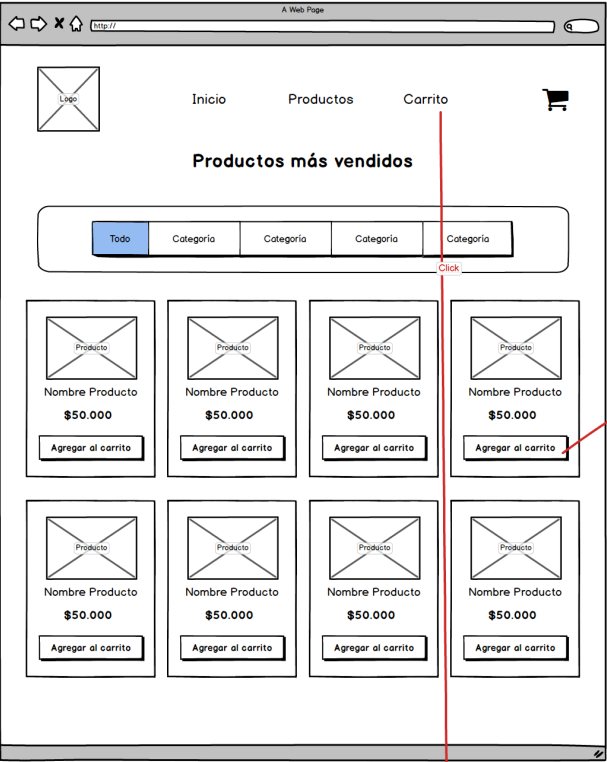 A Web Page
http://
Logo
Inicio Productos Carrito
Productos más vendidos
Todo Categoría Categoría Categoría Categoría
Click
Producto Producto Producto Producto
Nombre Producto Nombre Producto Nombre Producto Nombre Producto
$50.000 $50.000 $50.000 $50.000
Agregar al carrito Agregar al carrito Agregar al carrito Agregar al carrito
Producto Producto Producto Producto
Nombre Producto Nombre Producto Nombre Producto Nombre Producto
$50.000 $50.000 $50.000 $50.000
Agregar al carrito Agregar al carrito Agregar al carrito Agregar al carrito